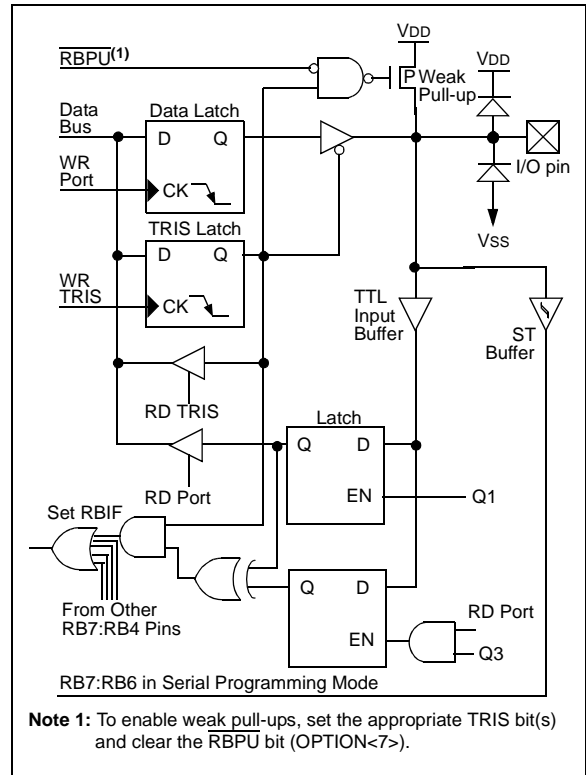 VDD
RBPU(1)
P Weak
Pull-up
VDD
Data
Bus
Data Latch
D Q
WR
Port
CK
I/O pin
TRIS Latch
D Q
VSS
WR
TRIS
CK
TTL
Input
Buffer
ST
Buffer
RD TRIS
Latch
Q D
RD Port
EN
Q1
Set RBIF
Q D
RD Port
From Other
RB7:RB4 Pins
EN
Q3
RB7:RB6 in Serial Programming Mode
Note 1: To enable weak pull-ups, set the appropriate TRIS bit(s)
and clear the RBPU bit (OPTION<7>).